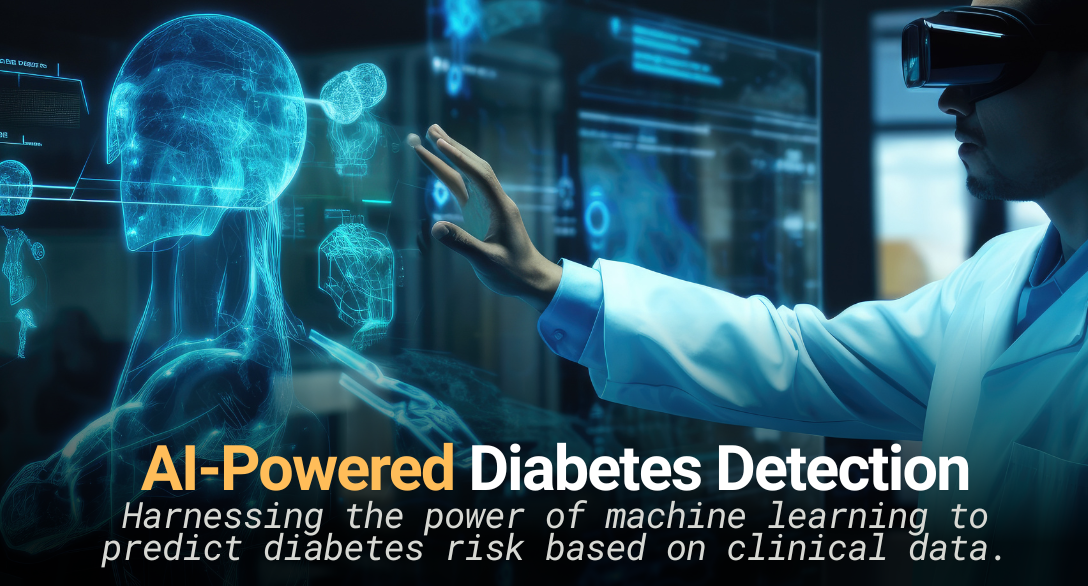 AI-Powered Diabetes Detection
Harnessing the power of machine learning to
predict diabetes risk based on clinical data.